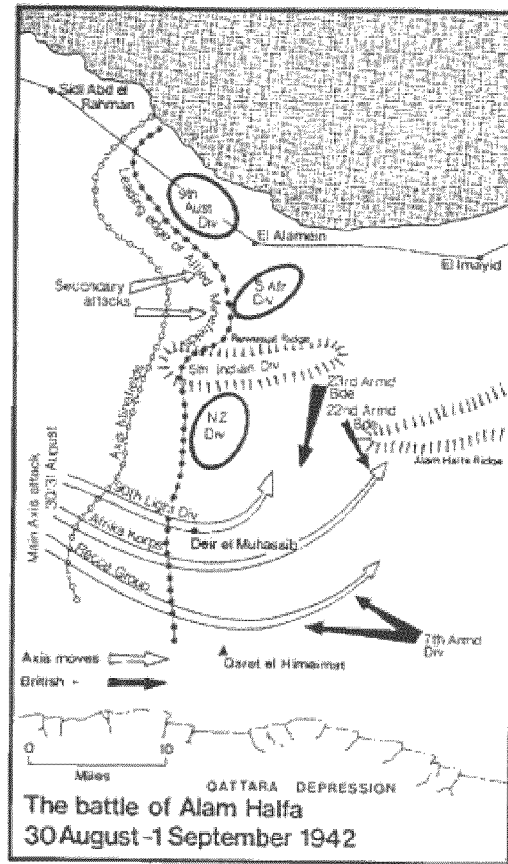 Sidi Abd el
Rahman
9th
Aust
Div
El Alamein
El Imayid
Leading edge of Allied
Minefields
Secondary
attacks
S Afr
Div
Ruweisat Ridge
5th Indian Div
23rd Armd
Bde
22nd Armd
Bde
Alam Halfa Ridge
NZ
Div
Axis Minefields
Main Axis attack
30/31 August
90th Light Div
Afrika Korps
Recce Group
Deir el Muhassib
7th Armd
Div
Axis moves
British "
Qaret el Himeimat
0 10
Miles
QATTARA DEPRESSION
The battle of Alam Halfa
30 August-1 September 1942